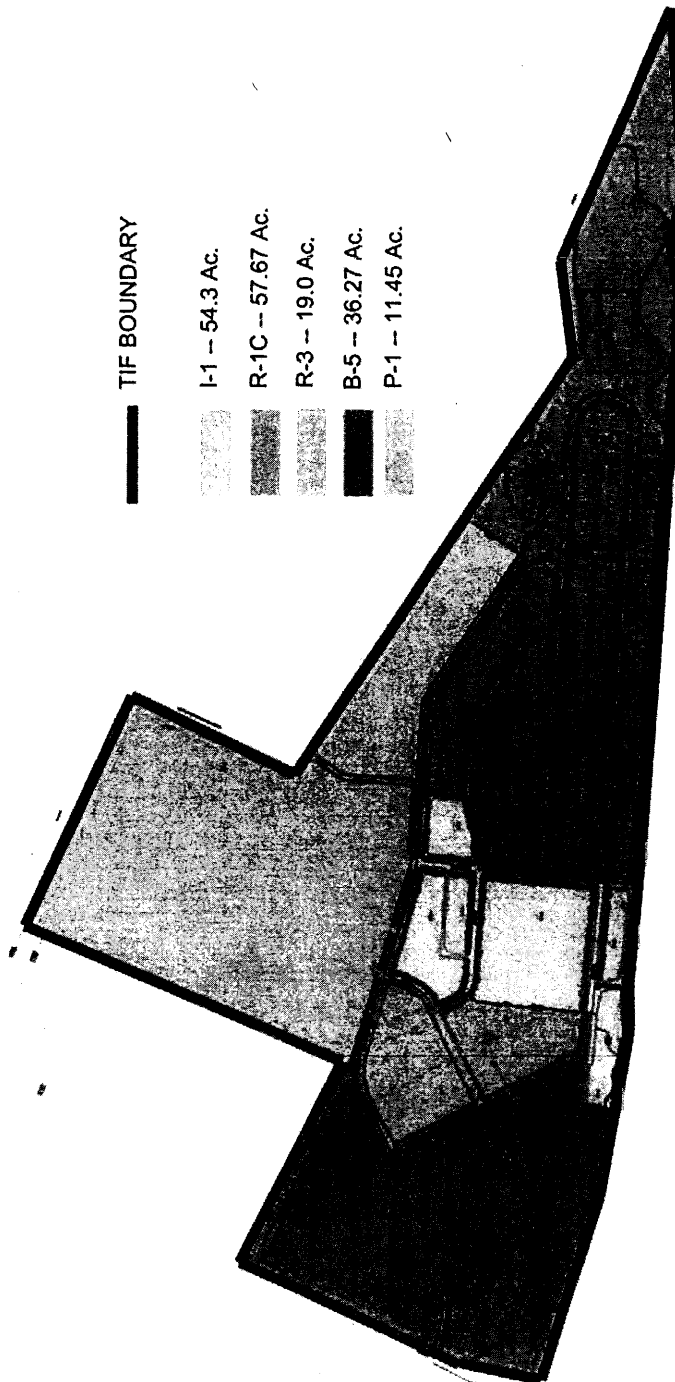 TIF BOUNDARY
I-1 -- 54.3 Ac.
R-1C -- 57.67 Ac.
R-3 -- 19.0 Ac.
B-5 -- 36.27 Ac.
P-1 -- 11.45 Ac.